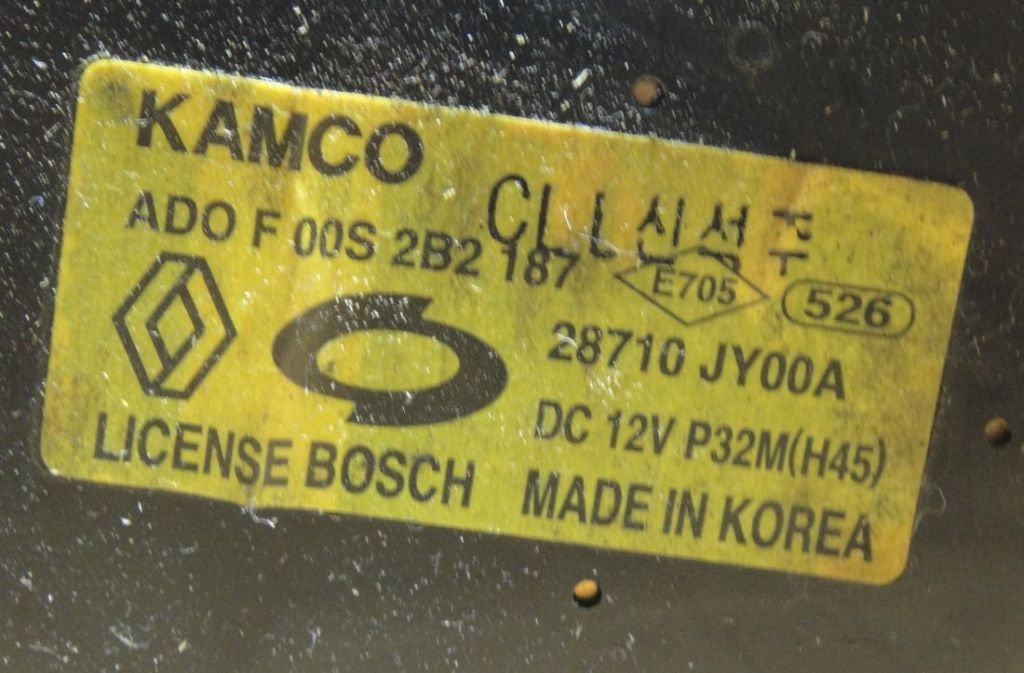 KAMCO
ADO F 00S 2B2 187
E705
526
28710 JY00A
DC 12V P32M(H45)
LICENSE BOSCH
MADE IN KOREA